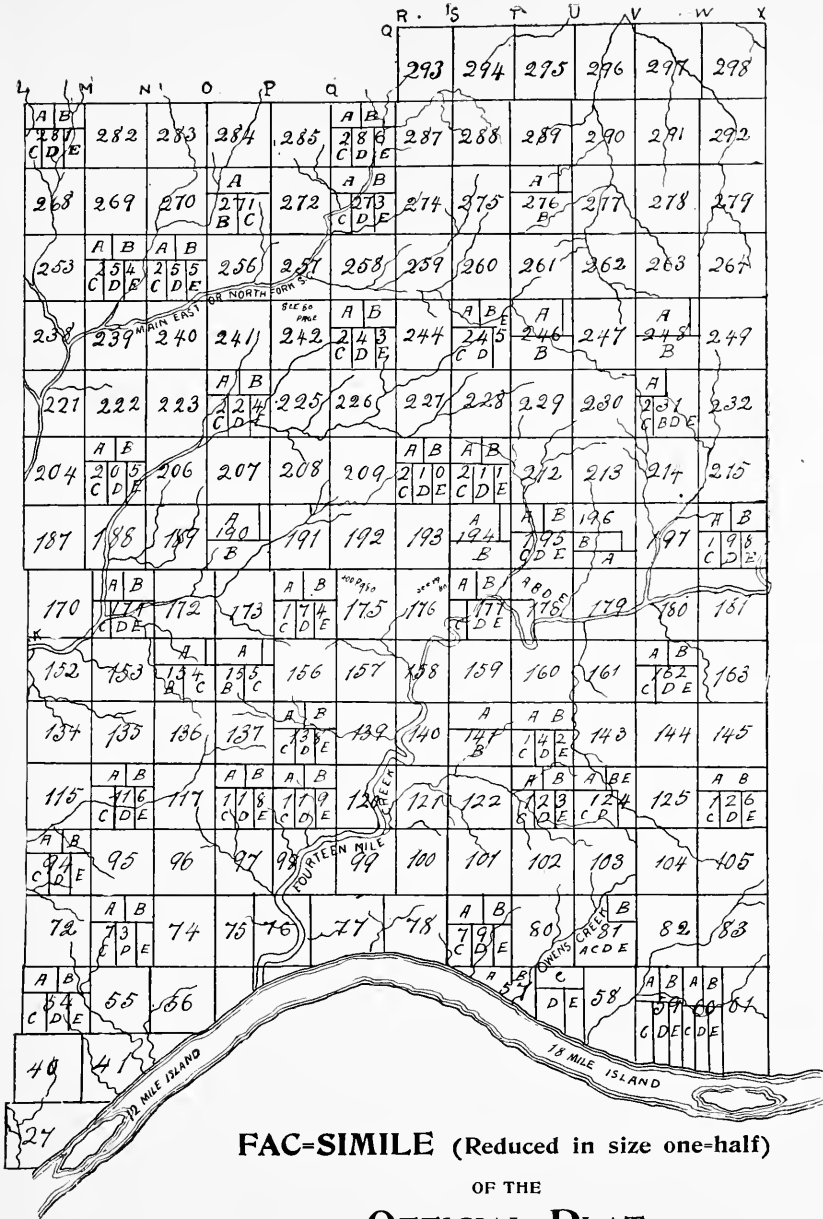 Q R. S T U V W X
293 294 295 296 297 298
L M N O P Q
A B A B
281 282 283 284 285 286 287 288 289 290 291 292
C D E C D E
A A B A
268 269 270 271 272 273 274 275 276 277 278 279
B C C D E B
A B A B
253 254 255 256 257 258 259 260 261 262 263 264
C D E C D E
MAIN EAST OR NORTH FORK S.C.
SEE 60 PAGE
A B A B E A A
238 239 240 241 242 243 244 245 246 247 248 249
C D E C D B B
A B A
221 222 223 224 225 226 227 228 229 230 231 232
C D E C B D E
A B A B A B
204 205 206 207 208 209 210 211 212 213 214 215
C D E C D E C D E
A A A B 196 A B
187 188 189 190 191 192 193 194 195 B 197 198
B B C D E A C D E
A B A B A B A B D E
170 171 172 173 174 175 176 177 178 179 180 181
C D E C D E C D E
K
A A A B
152 153 154 155 156 157 158 159 160 161 162 163
B C B C C D E
A B A A B
134 135 136 137 138 139 140 141 142 143 144 145
C D E B C D E
A B A B A B A B A B E A B
115 116 117 118 119 120 121 122 123 124 125 126
C D E C D E C D E C D E C D C D E
A B
94 95 96 97 98 99 100 101 102 103 104 105
C D E
FOURTEEN MILE CREEK
A B A B B
72 73 74 75 76 77 78 79 80 81 82 83
C D E C D E A C D E
OWENS CREEK
A B A B C A B A B
54 55 56 57 58 59 60 61
C D E D E C D E C D E
40 41
12 MILE ISLAND 18 MILE ISLAND
27
FAC=SIMILE (Reduced in size one=half)
OF THE
OFFICIAL PLAT